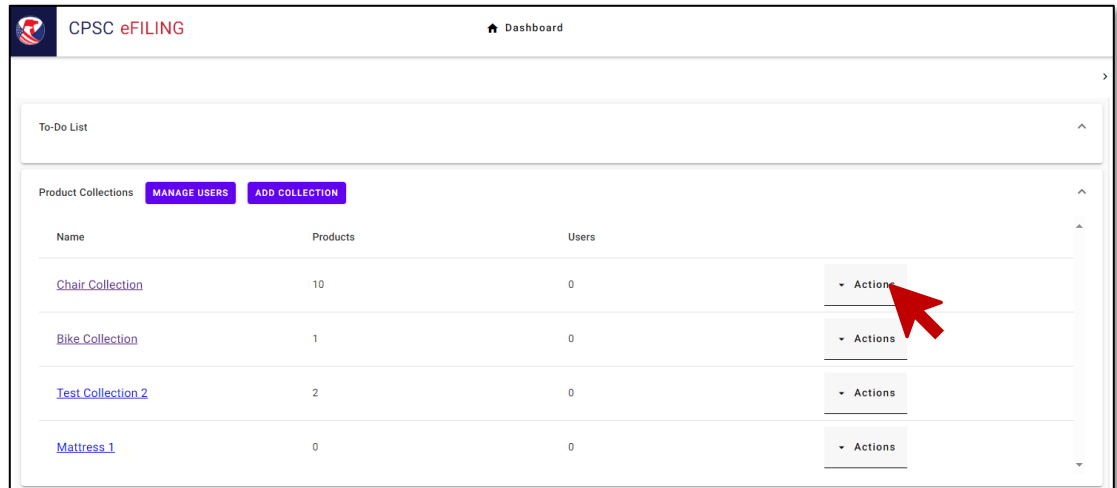 CPSC eFILING
Dashboard
To-Do List
Product Collections MANAGE USERS ADD COLLECTION
Name Products Users
Chair Collection 10 0 Actions
Bike Collection 1 0 Actions
Test Collection 2 2 0 Actions
Mattress 1 0 0 Actions